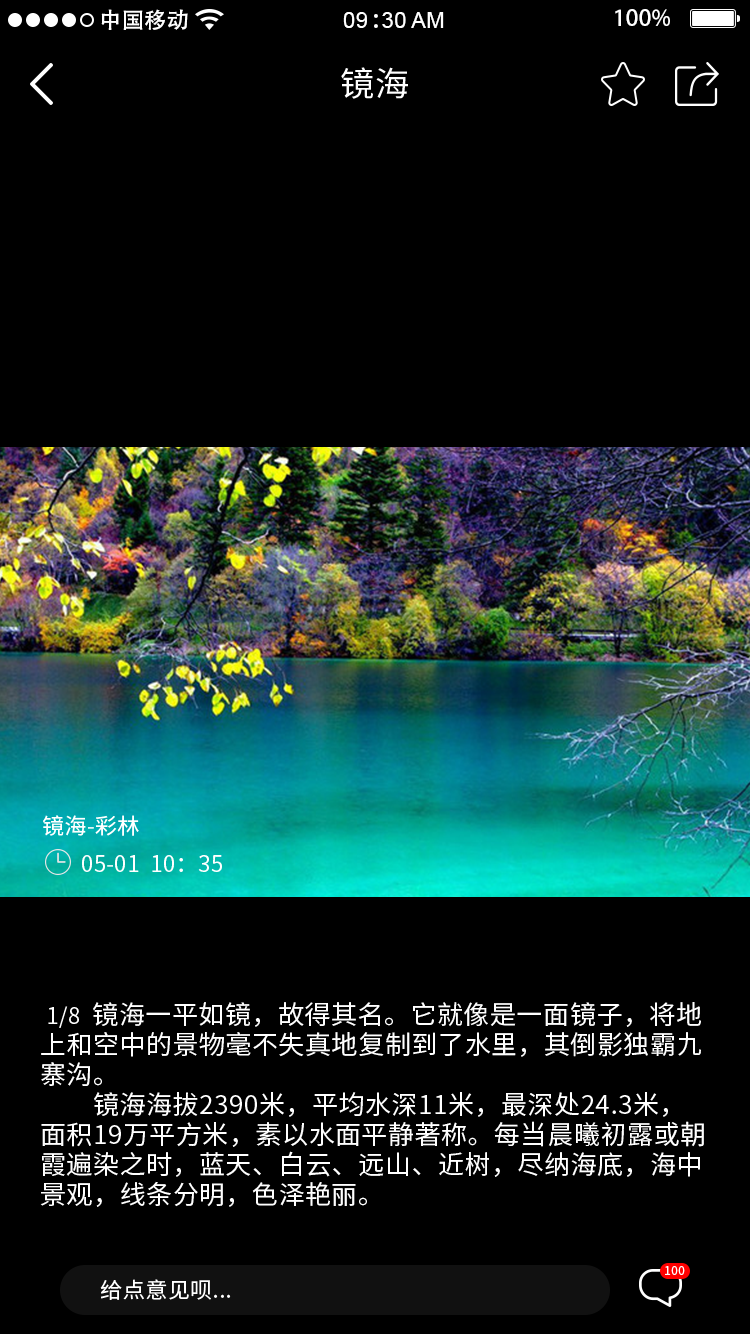 中国移动 09:30 AM 100%
镜海
镜海-彩林
05-01 10：35
1/8 镜海一平如镜，故得其名。它就像是一面镜子，将地
上和空中的景物毫不失真地复制到了水里，其倒影独霸九
寨沟。
镜海海拔2390米，平均水深11米，最深处24.3米，
面积19万平方米，素以水面平静著称。每当晨曦初露或朝
霞遍染之时，蓝天、白云、远山、近树，尽纳海底，海中
景观，线条分明，色泽艳丽。
100
给点意见呗...